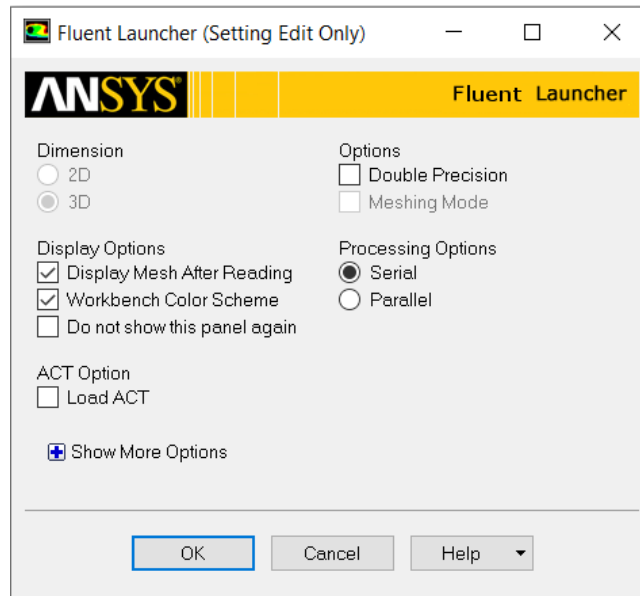 Fluent Launcher (Setting Edit Only)
ANSYS
Fluent Launcher
Dimension
2D
3D
Options
Double Precision
Meshing Mode
Display Options
Display Mesh After Reading
Workbench Color Scheme
Do not show this panel again
Processing Options
Serial
Parallel
ACT Option
Load ACT
Show More Options
OK
Cancel
Help